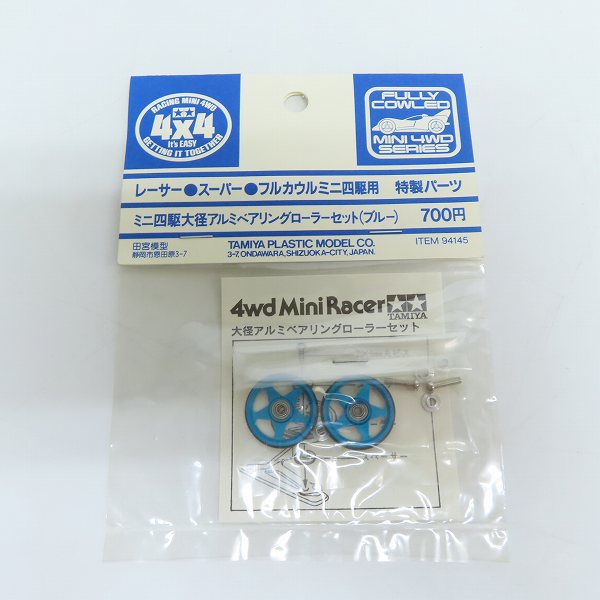 RACING MINI 4WD
4x4
It's EASY
GETTING IT TOGETHER
FULLY
COWLED
MINI 4WD
SERIES
レーサー●スーパー●フルカウルミニ四駆用 特製パーツ
ミニ四駆大径アルミベアリングローラーセット(ブルー) 700円
田宮模型
静岡市恩田原3-7
TAMIYA PLASTIC MODEL CO.
3-7, ONDAWARA, SHIZUOKA-CITY, JAPAN.
ITEM 94145
4wd Mini Racer
TAMIYA
大径アルミベアリングローラーセット
スペーサー